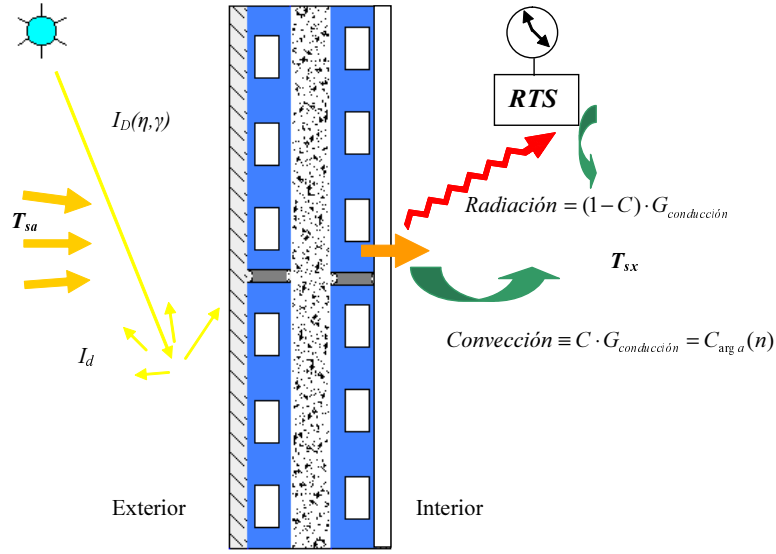 I_D(η,γ)
RTS
T_sa
Radiación = (1−C)·G_conducción
T_sx
I_d
Convección ≡ C·G_conducción = C_arg a(n)
Exterior
Interior